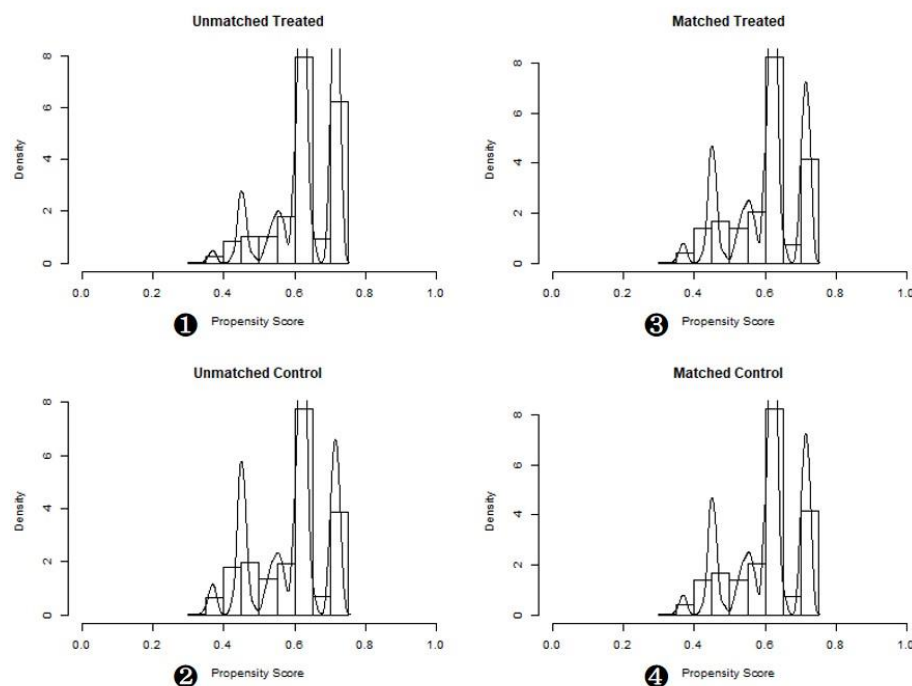 Unmatched Treated
Density
8
6
4
2
0
0.0 0.2 0.4 0.6 0.8 1.0
❶ Propensity Score
Matched Treated
Density
8
6
4
2
0
0.0 0.2 0.4 0.6 0.8 1.0
❸ Propensity Score
Unmatched Control
Density
8
6
4
2
0
0.0 0.2 0.4 0.6 0.8 1.0
❷ Propensity Score
Matched Control
Density
8
6
4
2
0
0.0 0.2 0.4 0.6 0.8 1.0
❹ Propensity Score